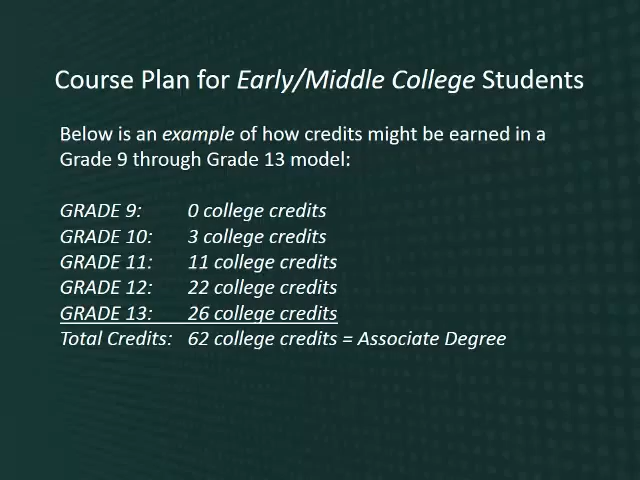 Course Plan for Early/Middle College Students
Below is an example of how credits might be earned in a
Grade 9 through Grade 13 model:
GRADE 9: 0 college credits
GRADE 10: 3 college credits
GRADE 11: 11 college credits
GRADE 12: 22 college credits
GRADE 13: 26 college credits
Total Credits: 62 college credits = Associate Degree